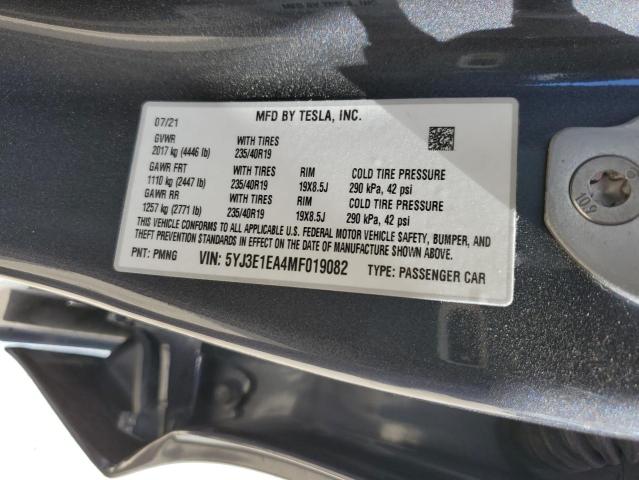 MFD BY TESLA, INC.
MFD BY TESLA, INC.
07/21
GVWR WITH TIRES
2017 kg (4446 lb) 235/40R19
GAWR FRT WITH TIRES RIM COLD TIRE PRESSURE
1110 kg (2447 lb) 235/40R19 19X8.5J 290 kPa, 42 psi
GAWR RR WITH TIRES RIM COLD TIRE PRESSURE
1257 kg (2771 lb) 235/40R19 19X8.5J 290 kPa, 42 psi
THIS VEHICLE CONFORMS TO ALL APPLICABLE U.S. FEDERAL MOTOR VEHICLE SAFETY, BUMPER, AND
THEFT PREVENTION STANDARDS IN EFFECT ON THE DATE OF MANUFACTURE SHOWN ABOVE.
PNT: PMNG VIN: 5YJ3E1EA4MF019082 TYPE: PASSENGER CAR
10.9